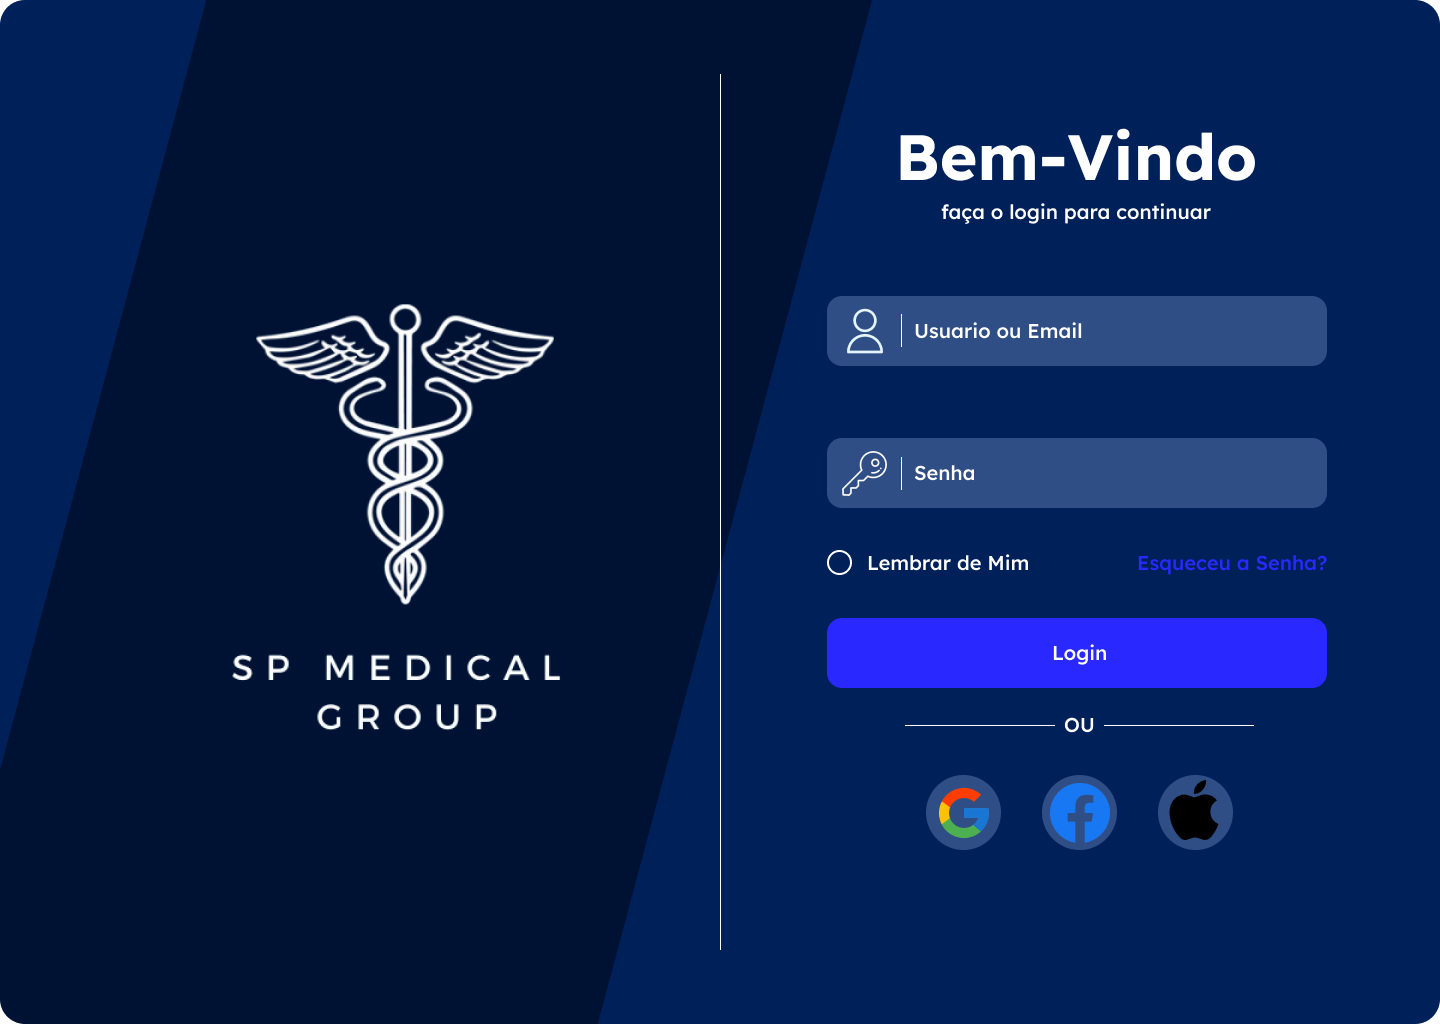 SP MEDICAL
GROUP
Bem-Vindo
faça o login para continuar
Usuario ou Email
Senha
Lembrar de Mim
Esqueceu a Senha?
Login
OU